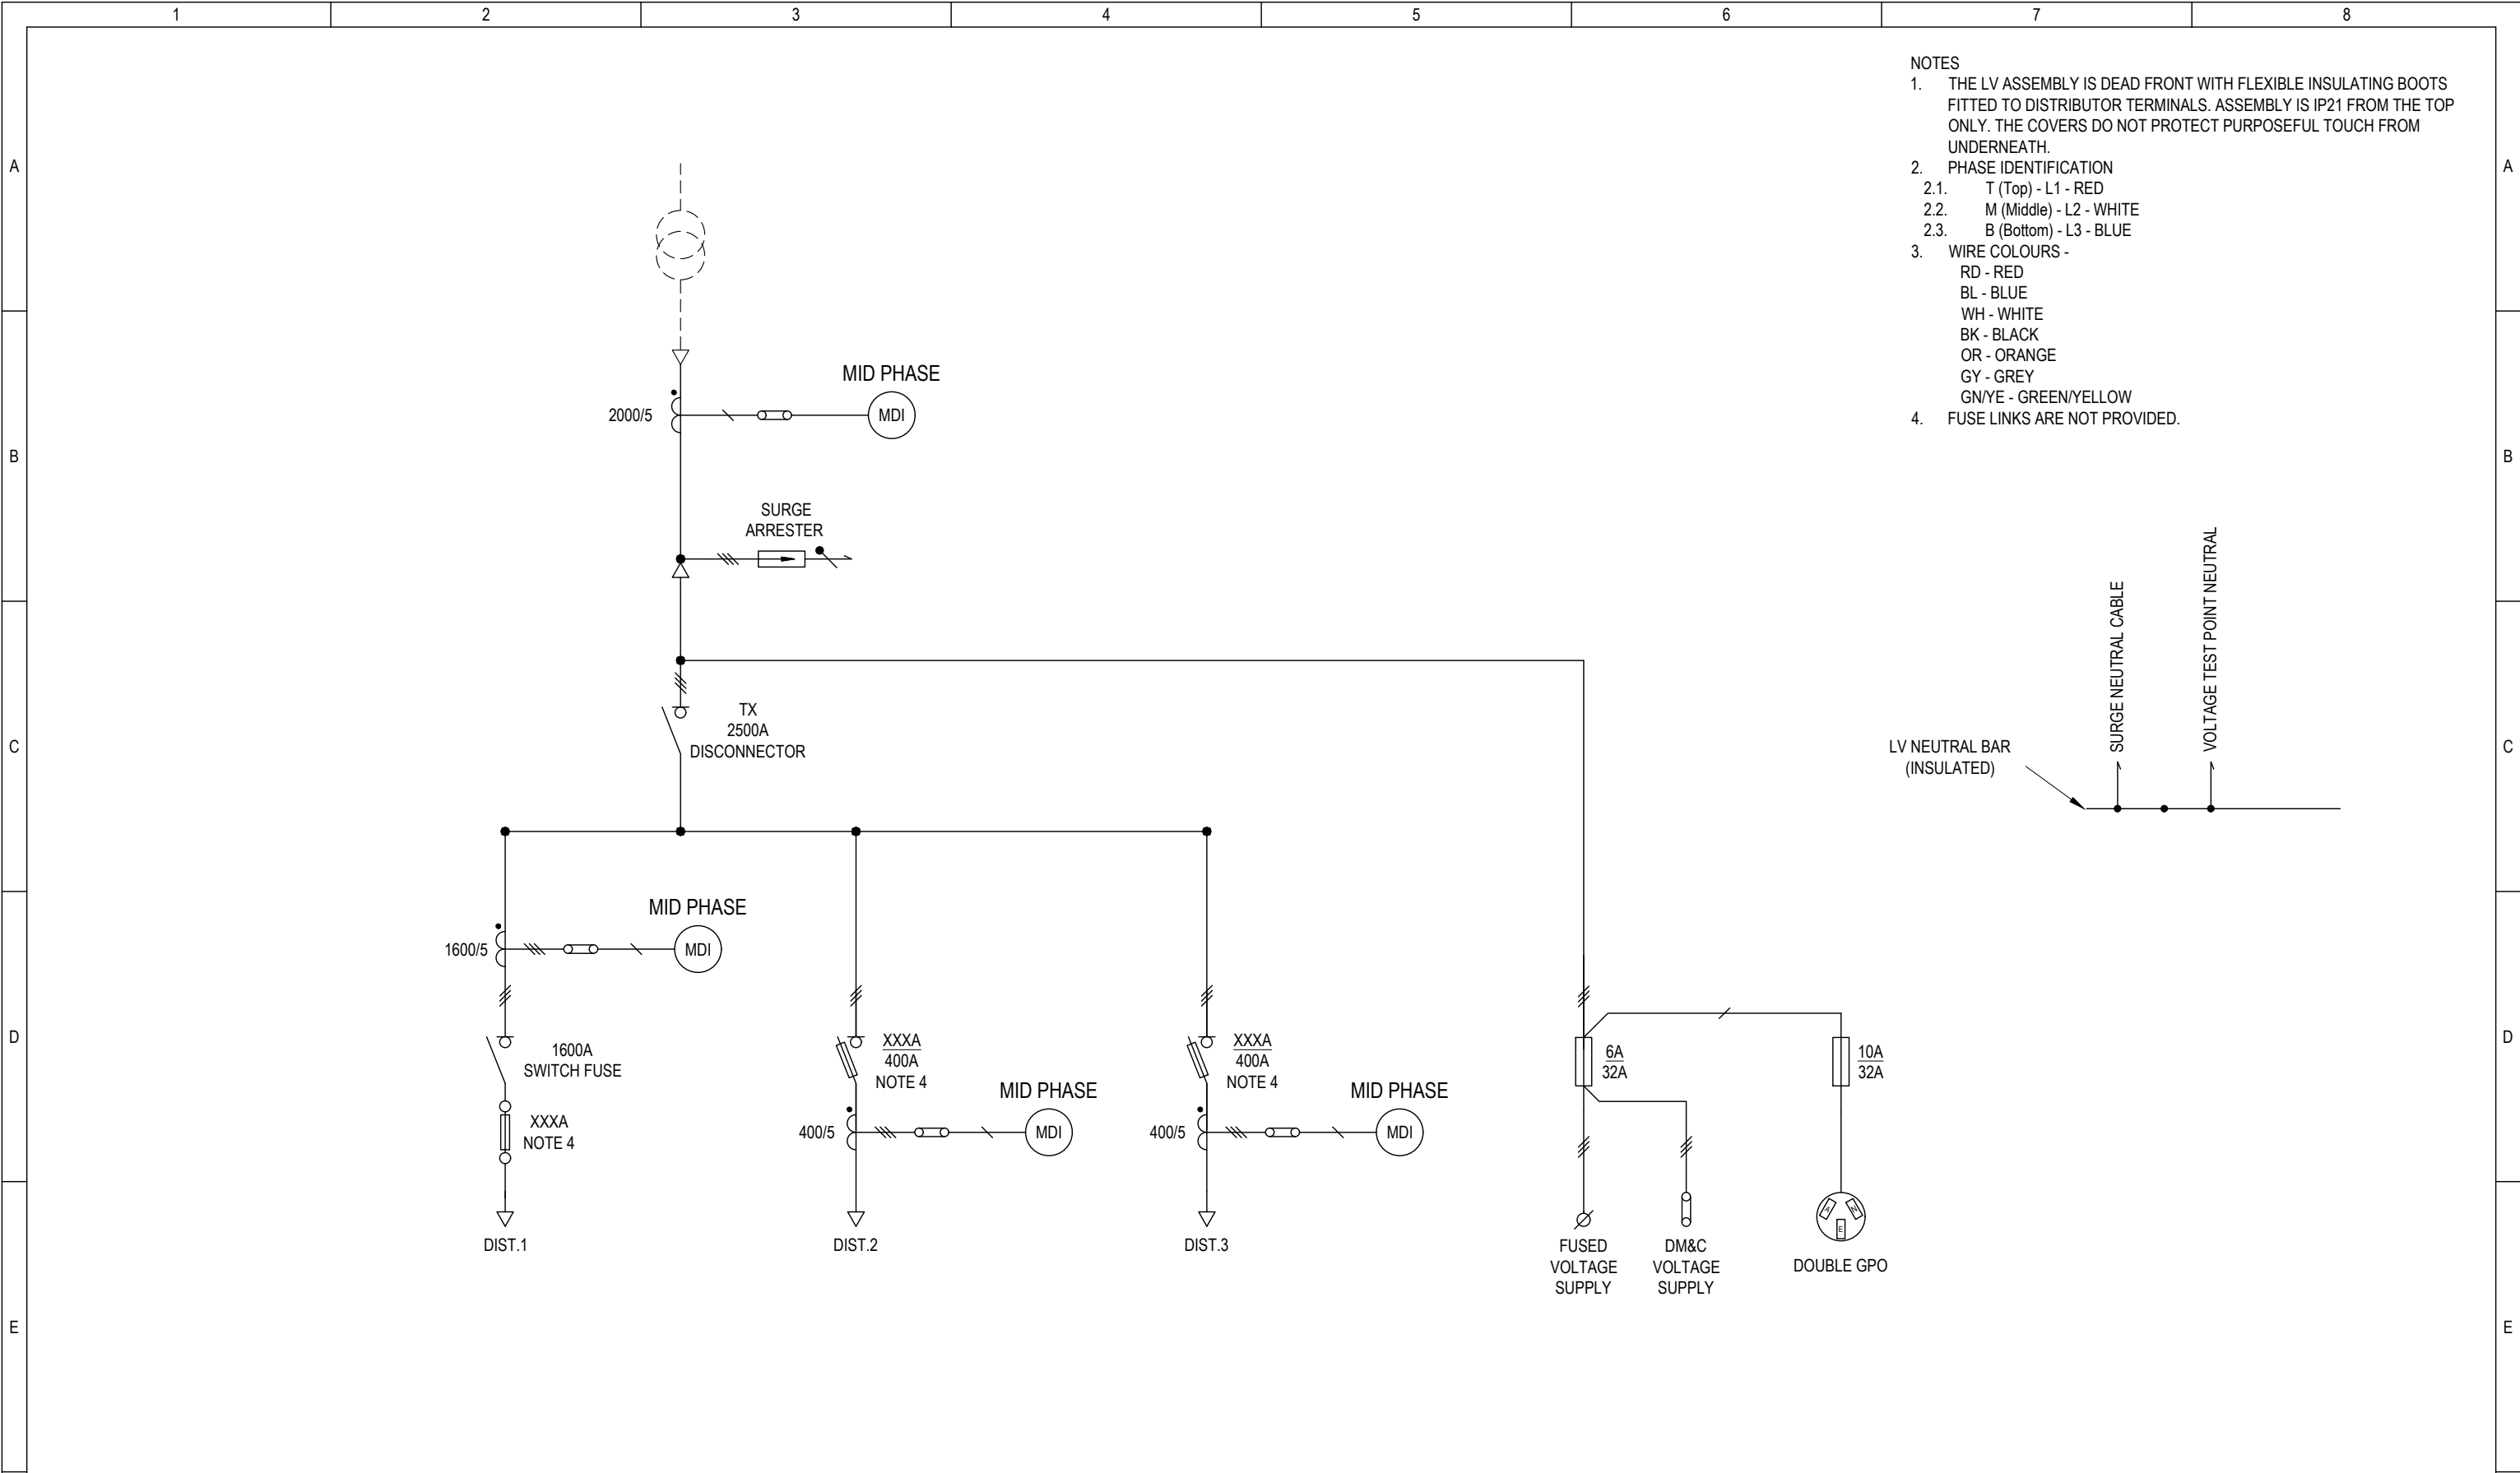 1 2 3 4 5 6 7 8
NOTES
1. THE LV ASSEMBLY IS DEAD FRONT WITH FLEXIBLE INSULATING BOOTS
FITTED TO DISTRIBUTOR TERMINALS. ASSEMBLY IS IP21 FROM THE TOP
ONLY. THE COVERS DO NOT PROTECT PURPOSEFUL TOUCH FROM
UNDERNEATH.
2. PHASE IDENTIFICATION
2.1. T (Top) - L1 - RED
2.2. M (Middle) - L2 - WHITE
2.3. B (Bottom) - L3 - BLUE
3. WIRE COLOURS -
RD - RED
BL - BLUE
WH - WHITE
BK - BLACK
OR - ORANGE
GY - GREY
GN/YE - GREEN/YELLOW
4. FUSE LINKS ARE NOT PROVIDED.
A
A
MID PHASE
2000/5
MDI
B
B
SURGE
ARRESTER
SURGE NEUTRAL CABLE
VOLTAGE TEST POINT NEUTRAL
TX
2500A
DISCONNECTOR
C
C
LV NEUTRAL BAR
(INSULATED)
MID PHASE
1600/5
MDI
D
D
1600A
SWITCH FUSE
XXXA
NOTE 4
XXXA
400A
NOTE 4
MID PHASE
400/5
MDI
XXXA
400A
NOTE 4
MID PHASE
400/5
MDI
6A
32A
10A
32A
A
N
E
DIST.1
DIST.2
DIST.3
FUSED
VOLTAGE
SUPPLY
DM&C
VOLTAGE
SUPPLY
DOUBLE GPO
E
E